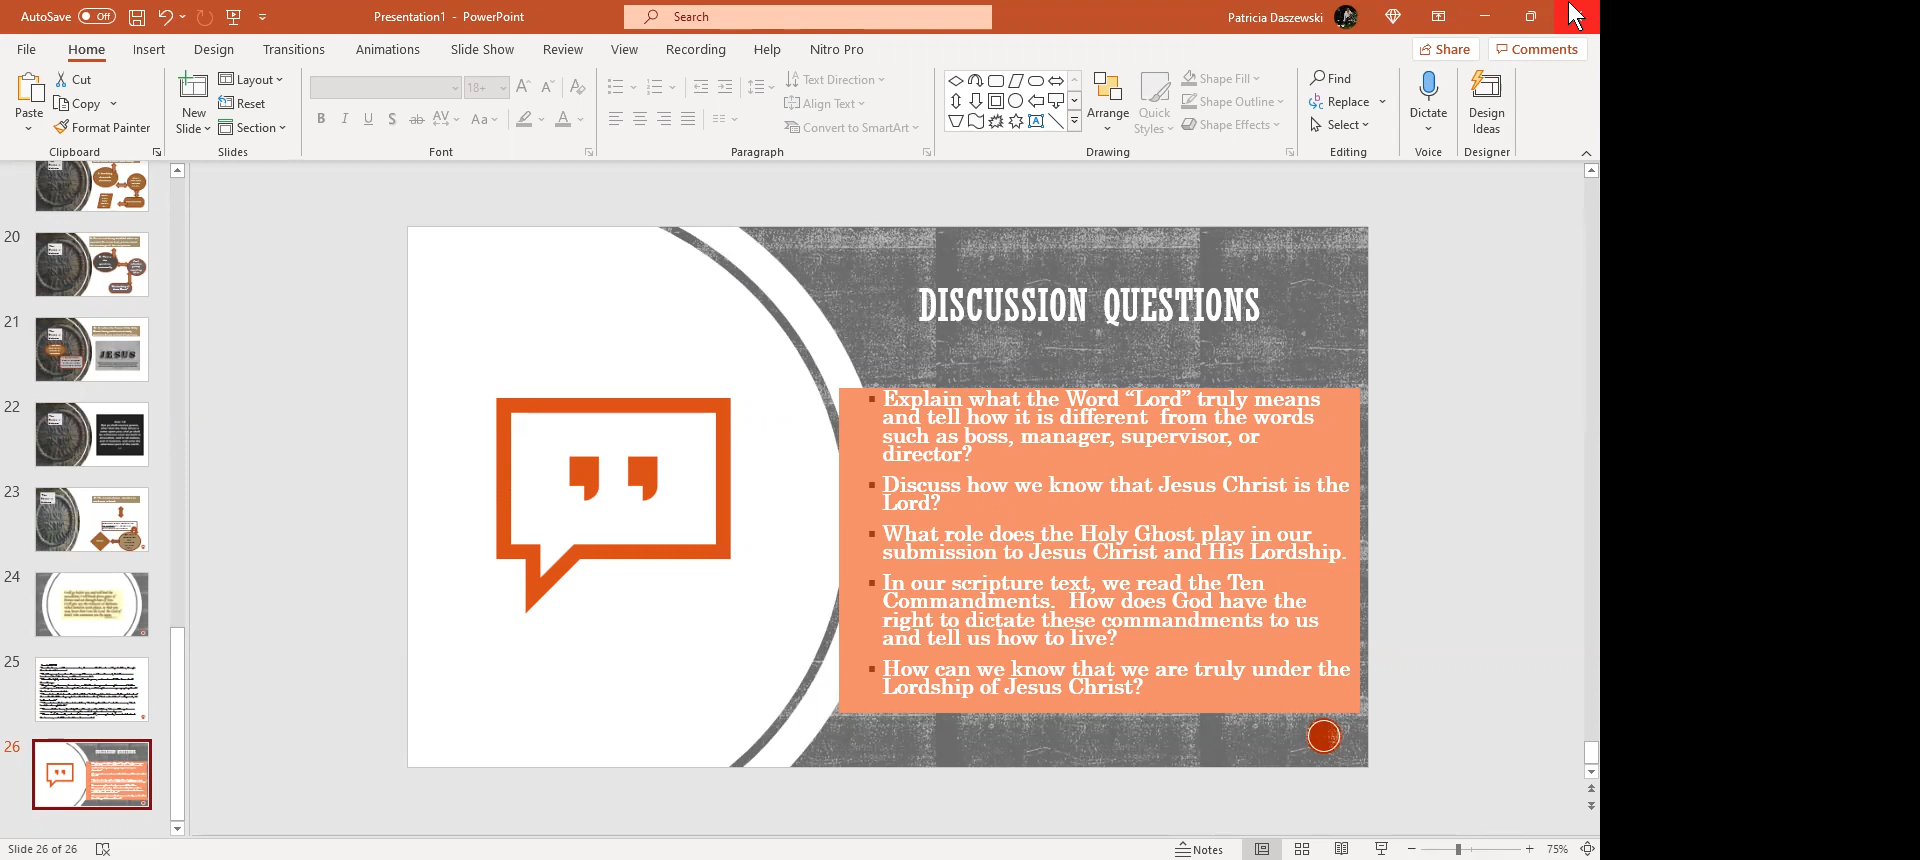 AutoSave Off Presentation1 - PowerPoint Search Patricia Daszewski
File Home Insert Design Transitions Animations Slide Show Review View Recording Help Nitro Pro Share Comments
Paste
Cut
Copy
Format Painter
Clipboard
New
Slide
Layout
Reset
Section
Slides
18+
Font
Text Direction
Align Text
Convert to SmartArt
Paragraph
Arrange
Quick
Styles
Shape Fill
Shape Outline
Shape Effects
Drawing
Find
Replace
Select
Editing
Dictate
Voice
Design
Ideas
Designer
20
21
JESUS
22
23
24
25
26
DISCUSSION QUESTIONS
Explain what the Word “Lord” truly means
and tell how it is different from the words
such as boss, manager, supervisor, or
director?
Discuss how we know that Jesus Christ is the
Lord?
What role does the Holy Ghost play in our
submission to Jesus Christ and His Lordship.
In our scripture text, we read the Ten
Commandments. How does God have the
right to dictate these commandments to us
and tell us how to live?
How can we know that we are truly under the
Lordship of Jesus Christ?
Slide 26 of 26 Notes 75%